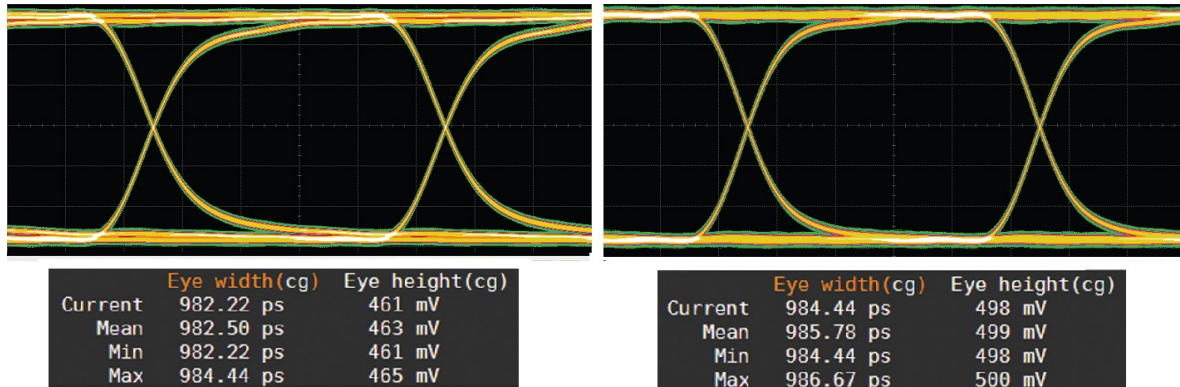 Eye width(cg) Eye height(cg)
Current 982.22 ps 461 mV
Mean 982.50 ps 463 mV
Min 982.22 ps 461 mV
Max 984.44 ps 465 mV
Eye width(cg) Eye height(cg)
Current 984.44 ps 498 mV
Mean 985.78 ps 499 mV
Min 984.44 ps 498 mV
Max 986.67 ps 500 mV